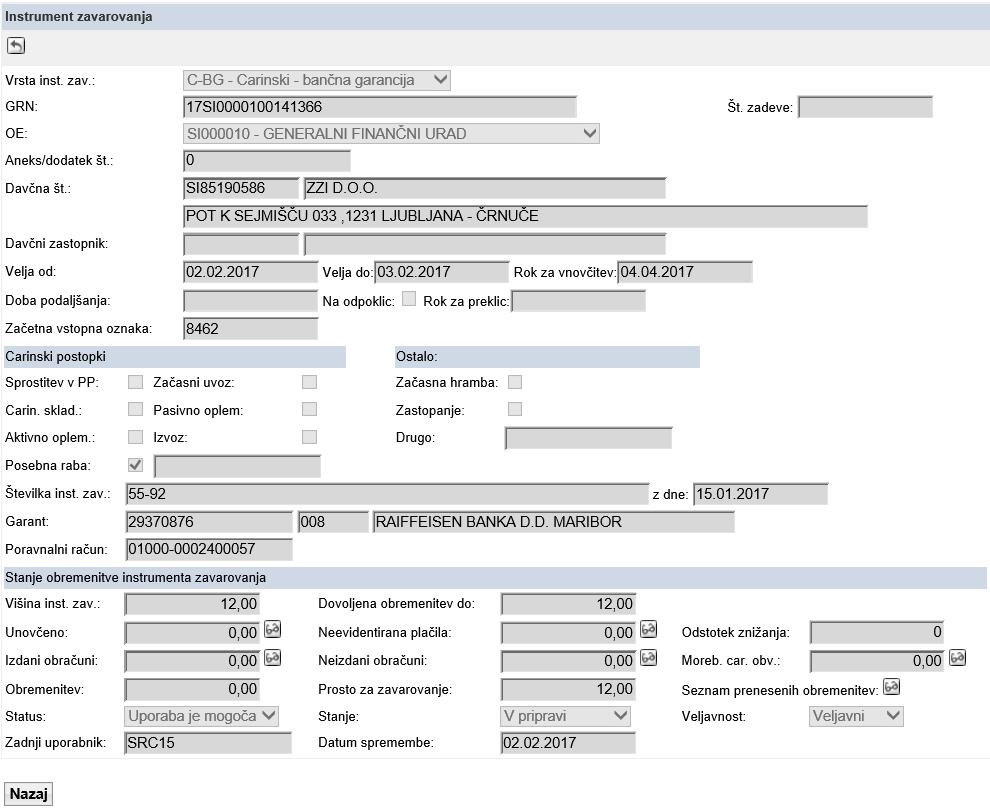 Instrument zavarovanja
Vrsta inst. zav.: C-BG - Carinski - bančna garancija
GRN: 17SI0000100141366 Št. zadeve:
OE: SI000010 - GENERALNI FINANČNI URAD
Aneks/dodatek št.: 0
Davčna št.: SI85190586 ZZI D.O.O.
POT K SEJMIŠČU 033 ,1231 LJUBLJANA - ČRNUČE
Davčni zastopnik:
Velja od: 02.02.2017 Velja do: 03.02.2017 Rok za vnovčitev: 04.04.2017
Doba podaljšanja: Na odpoklic: Rok za preklic:
Začetna vstopna oznaka: 8462
Carinski postopki Ostalo:
Sprostitev v PP: Začasni uvoz: Začasna hramba:
Carin. sklad.: Pasivno oplem: Zastopanje:
Aktivno oplem.: Izvoz: Drugo:
Posebna raba:
Številka inst. zav.: 55-92 z dne: 15.01.2017
Garant: 29370876 008 RAIFFEISEN BANKA D.D. MARIBOR
Poravnalni račun: 01000-0002400057
Stanje obremenitve instrumenta zavarovanja
Višina inst. zav.: 12,00 Dovoljena obremenitev do: 12,00
Unovčeno: 0,00 Neevidentirana plačila: 0,00 Odstotek znižanja: 0
Izdani obračuni: 0,00 Neizdani obračuni: 0,00 Moreb. car. obv.: 0,00
Obremenitev: 0,00 Prosto za zavarovanje: 12,00 Seznam prenesenih obremenitev:
Status: Uporaba je mogoča Stanje: V pripravi Veljavnost: Veljavni
Zadnji uporabnik: SRC15 Datum spremembe: 02.02.2017
Nazaj